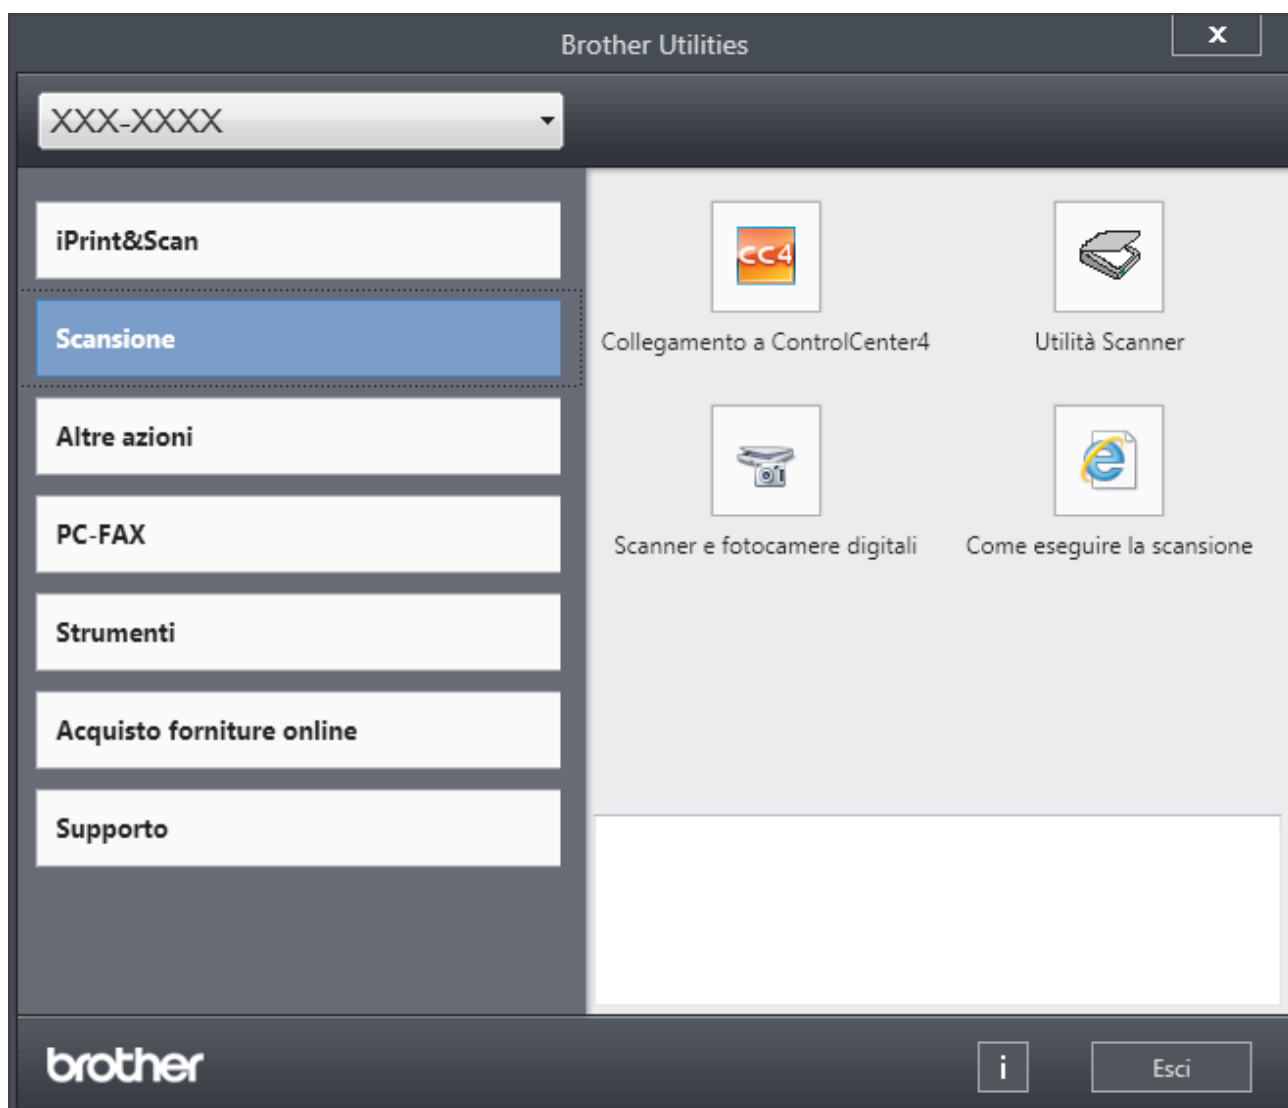 Brother Utilities
x
XXX-XXXX
iPrint&Scan
Scansione
Altre azioni
PC-FAX
Strumenti
Acquisto forniture online
Supporto
CC4
Collegamento a ControlCenter4
Utilità Scanner
Scanner e fotocamere digitali
Come eseguire la scansione
brother
i
Esci